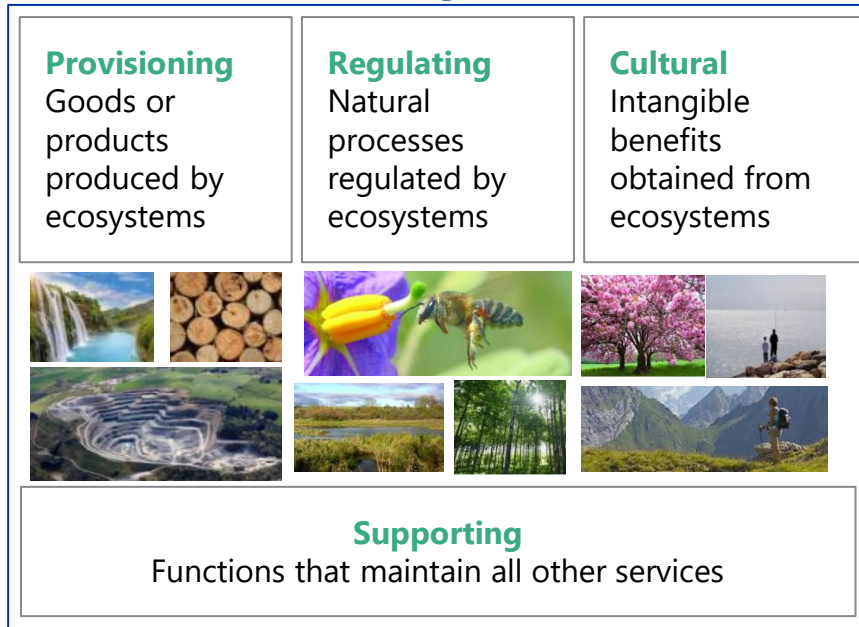 Provisioning
Goods or
products
produced by
ecosystems
Regulating
Natural
processes
regulated by
ecosystems
Cultural
Intangible
benefits
obtained from
ecosystems
Supporting
Functions that maintain all other services